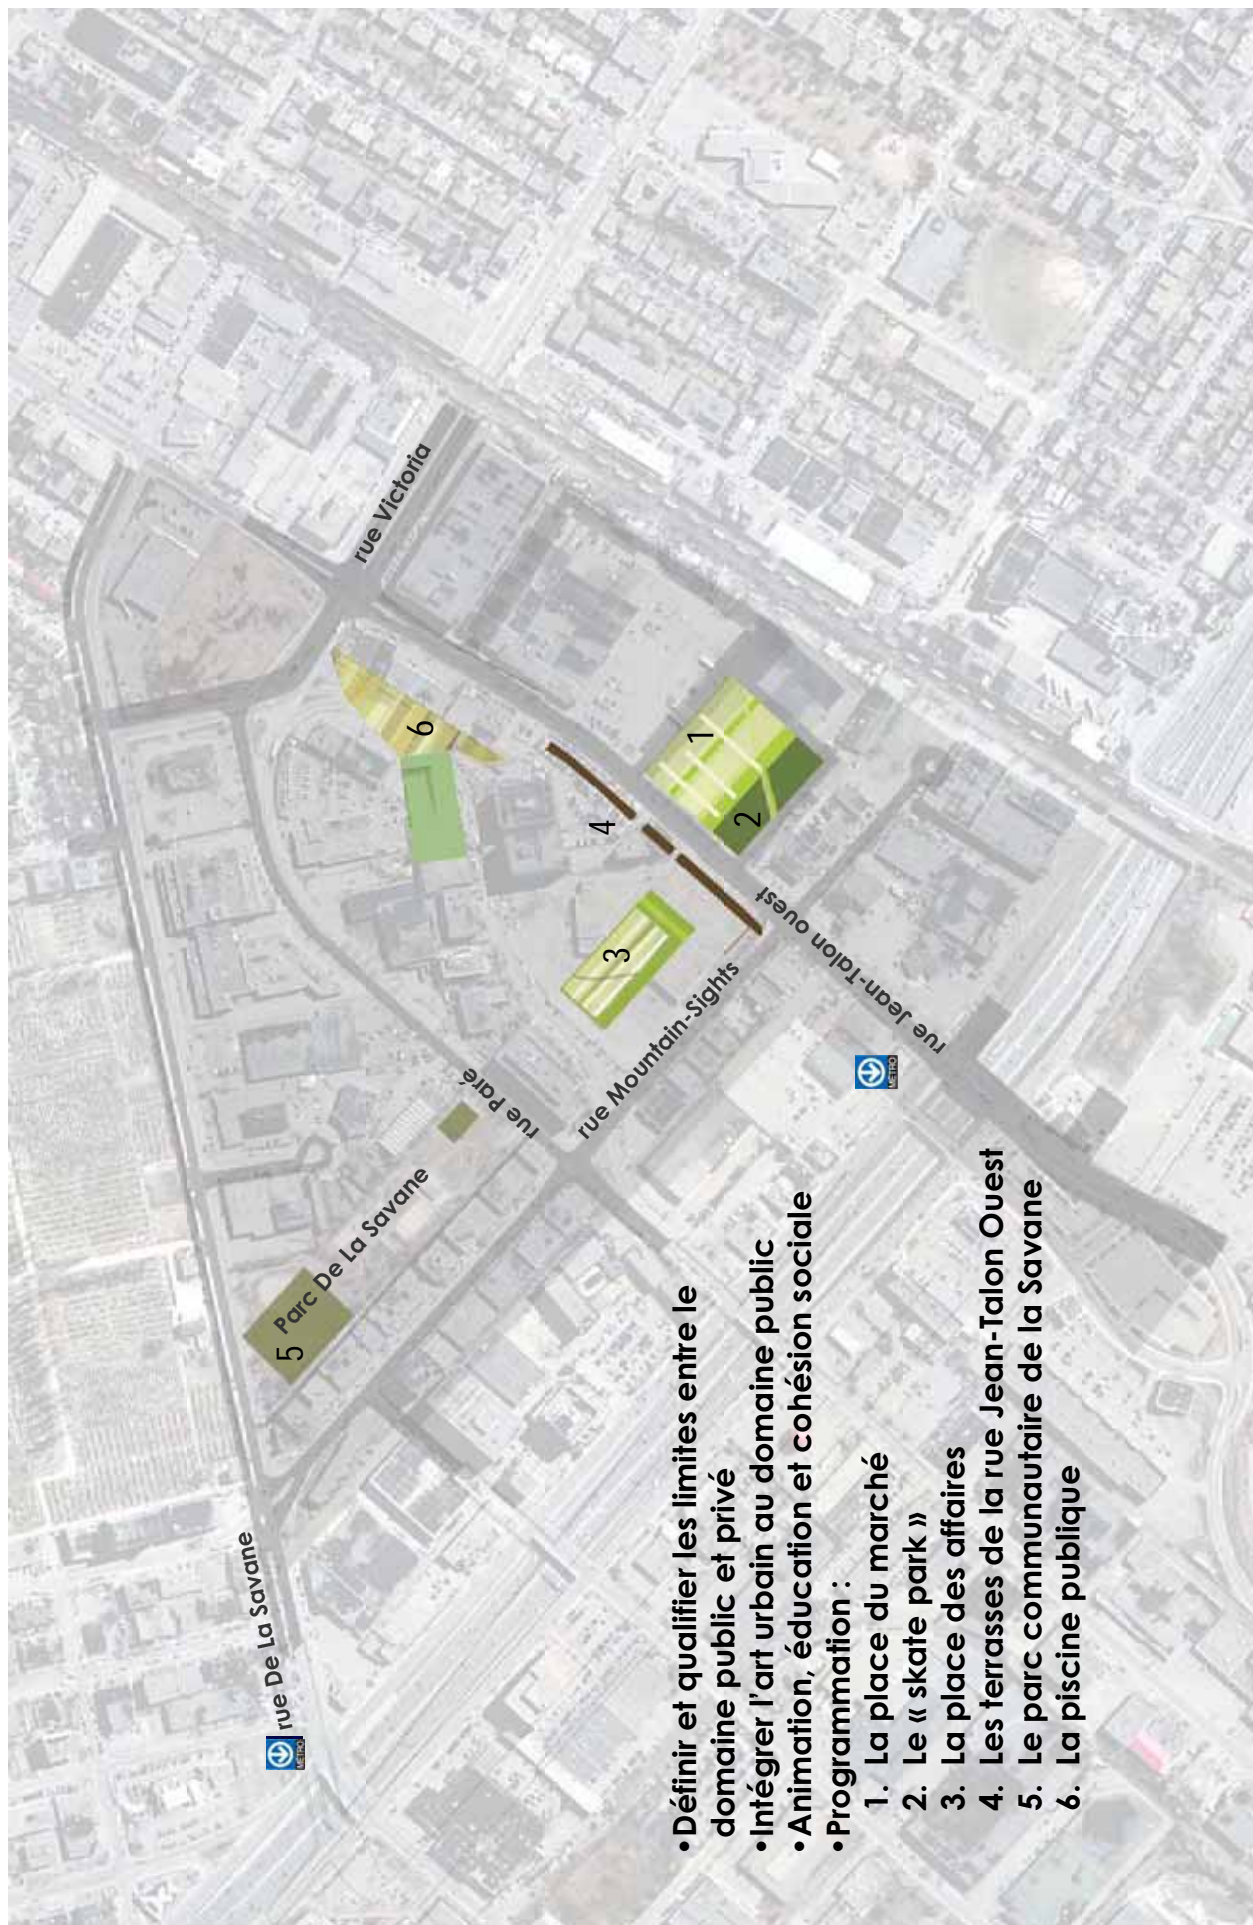 rue De La Savane
METRO
Parc De La Savane
5
rue Paré
rue Mountain-Sights
rue Victoria
6
4
3
1
2
rue Jean-Talon ouest
METRO
•Définir et qualifier les limites entre le
domaine public et privé
•Intégrer l'art urbain au domaine public
•Animation, éducation et cohésion sociale
•Programmation :
1. La place du marché
2. Le « skate park »
3. La place des affaires
4. Les terrasses de la rue Jean-Talon Ouest
5. Le parc communautaire de la Savane
6. La piscine publique